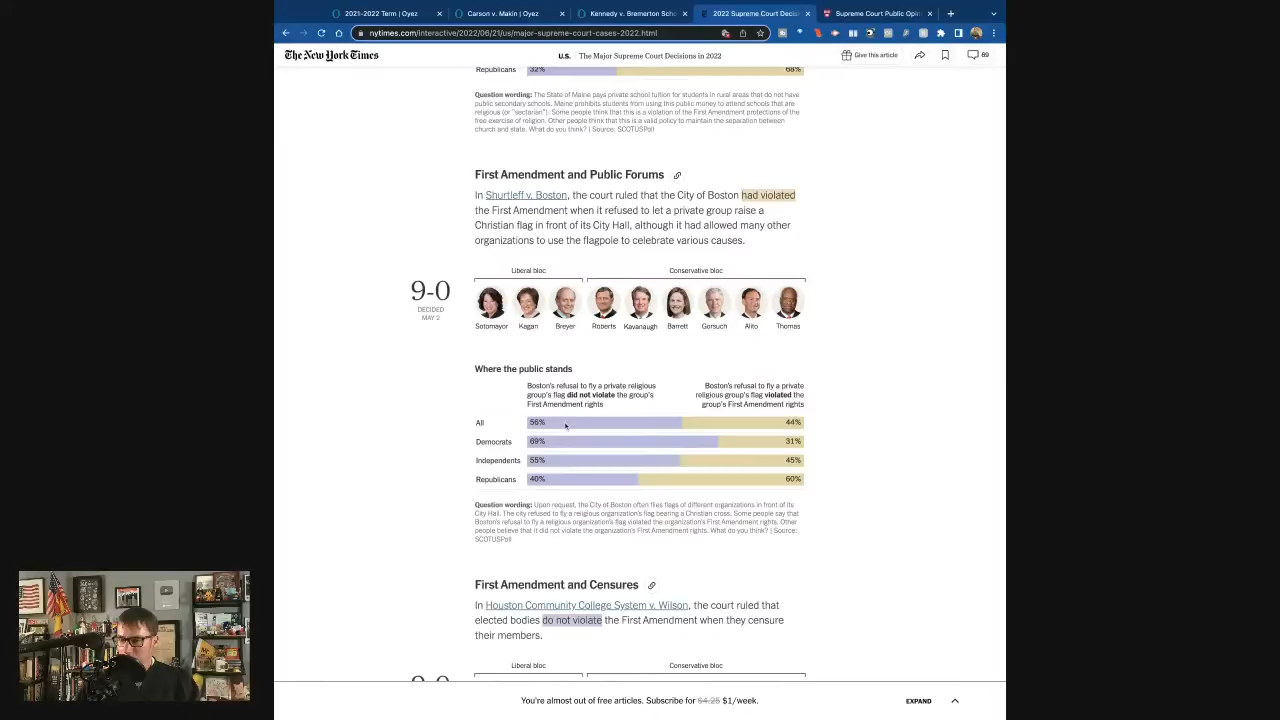 2021-2022 Term | Oyez
Carson v. Makin | Oyez
Kennedy v. Bremerton Scho
2022 Supreme Court Decisi
Supreme Court Public Opin
nytimes.com/interactive/2022/06/21/us/major-supreme-court-cases-2022.html
The New York Times
U.S.
The Major Supreme Court Decisions in 2022
Give this article
69
Republicans
32%
68%
Question wording: The State of Maine pays private school tuition for students in rural areas that do not have
public secondary schools. Maine prohibits students from using this public money to attend schools that are
religious (or "sectarian"). Some people think that this is a violation of the First Amendment protections of the
free exercise of religion. Other people think that this is a valid policy to maintain the separation between
church and state. What do you think? | Source: SCOTUSPoll
First Amendment and Public Forums
In Shurtleff v. Boston, the court ruled that the City of Boston had violated
the First Amendment when it refused to let a private group raise a
Christian flag in front of its City Hall, although it had allowed many other
organizations to use the flagpole to celebrate various causes.
Liberal bloc
Conservative bloc
9-0
DECIDED
MAY 2
Sotomayor
Kagan
Breyer
Roberts
Kavanaugh
Barrett
Gorsuch
Alito
Thomas
Where the public stands
Boston's refusal to fly a private religious
group's flag did not violate the group's
First Amendment rights
Boston's refusal to fly a private
religious group's flag violated the
group's First Amendment rights
All
56%
44%
Democrats
69%
31%
Independents
55%
45%
Republicans
40%
60%
Question wording: Upon request, the City of Boston often flies flags of different organizations in front of its
City Hall. The city refused to fly a religious organization's flag bearing a Christian cross. Some people say that
Boston's refusal to fly a religious organization's flag violated the organization's First Amendment rights. Other
people believe that it did not violate the organization's First Amendment rights. What do you think? | Source:
SCOTUSPoll
First Amendment and Censures
In Houston Community College System v. Wilson, the court ruled that
elected bodies do not violate the First Amendment when they censure
their members.
Liberal bloc
Conservative bloc
9-0
You're almost out of free articles. Subscribe for $4.25 $1/week.
EXPAND